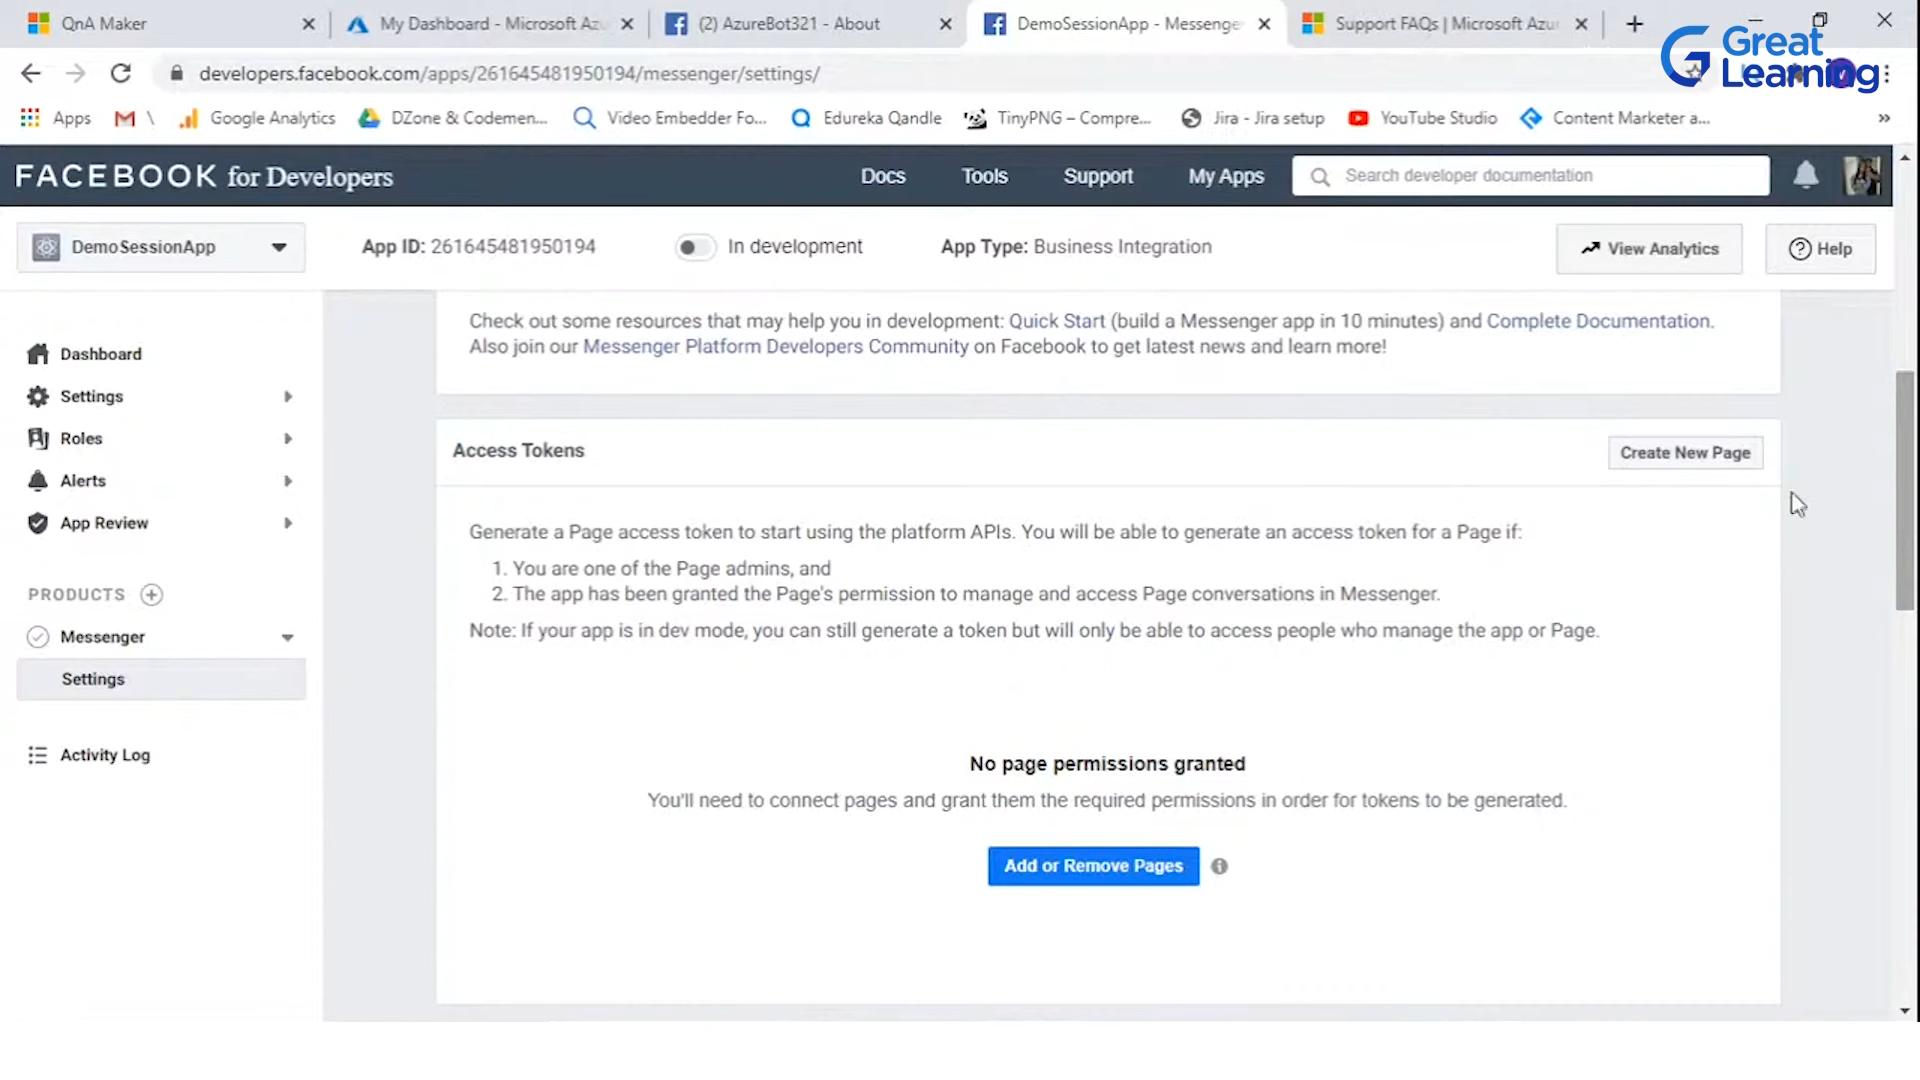 QnA Maker
My Dashboard - Microsoft Az
(2) AzureBot321 - About
DemoSessionApp - Messenge
Support FAQs | Microsoft Azu
Great
Learning
developers.facebook.com/apps/261645481950194/messenger/settings/
Apps
\
Google Analytics
DZone & Codemen...
Video Embedder Fo...
Edureka Qandle
TinyPNG – Compre...
Jira - Jira setup
YouTube Studio
Content Marketer a...
»
FACEBOOK for Developers
Docs
Tools
Support
My Apps
Search developer documentation
DemoSessionApp
App ID: 261645481950194
In development
App Type: Business Integration
View Analytics
Help
Check out some resources that may help you in development: Quick Start (build a Messenger app in 10 minutes) and Complete Documentation.
Also join our Messenger Platform Developers Community on Facebook to get latest news and learn more!
Dashboard
Settings
Roles
Alerts
App Review
PRODUCTS
Messenger
Settings
Activity Log
Access Tokens
Create New Page
Generate a Page access token to start using the platform APIs. You will be able to generate an access token for a Page if:
1. You are one of the Page admins, and
2. The app has been granted the Page's permission to manage and access Page conversations in Messenger.
Note: If your app is in dev mode, you can still generate a token but will only be able to access people who manage the app or Page.
No page permissions granted
You'll need to connect pages and grant them the required permissions in order for tokens to be generated.
Add or Remove Pages